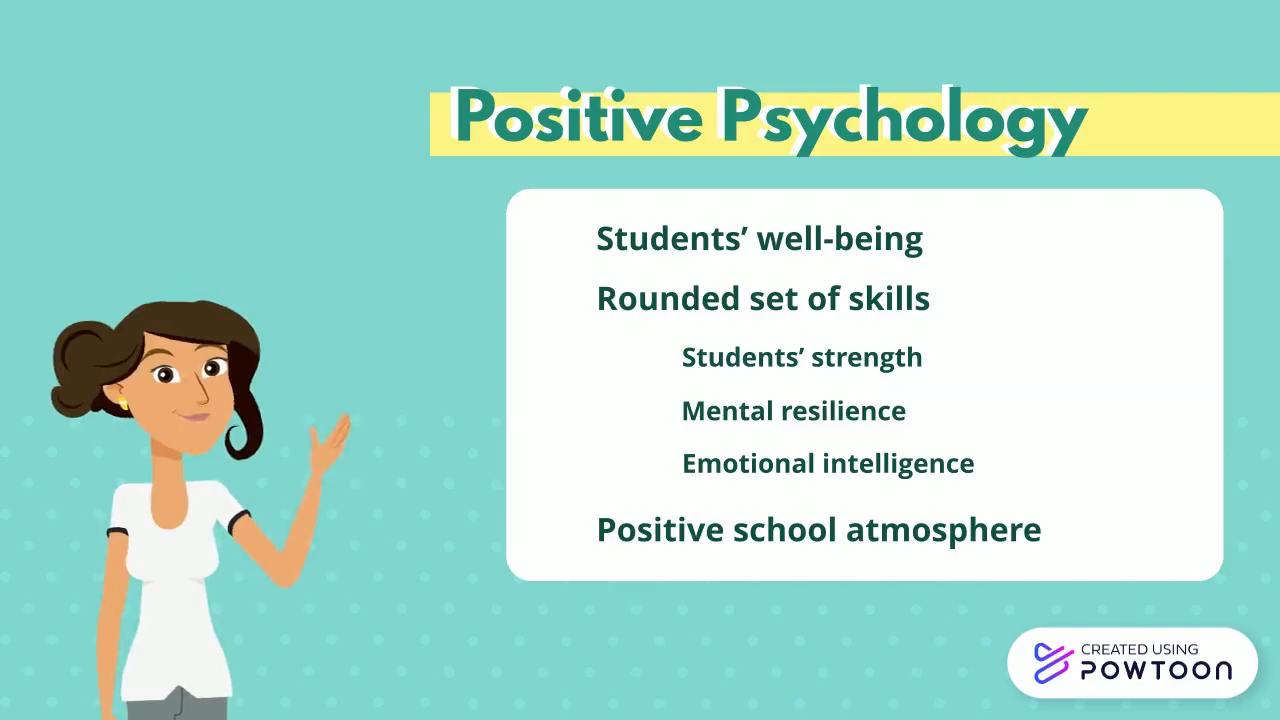 Positive Psychology
Students’ well-being
Rounded set of skills
Students’ strength
Mental resilience
Emotional intelligence
Positive school atmosphere
CREATED USING
POWTOON